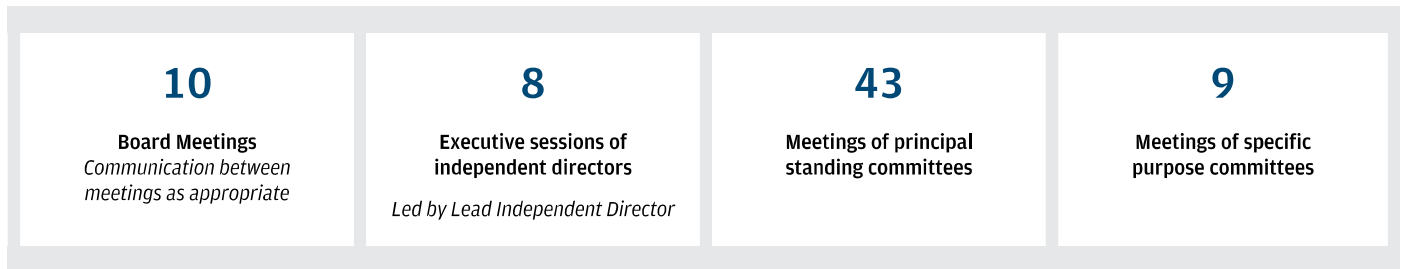 10
Board Meetings
Communication between
meetings as appropriate
8
Executive sessions of
independent directors
Led by Lead Independent Director
43
Meetings of principal
standing committees
9
Meetings of specific
purpose committees